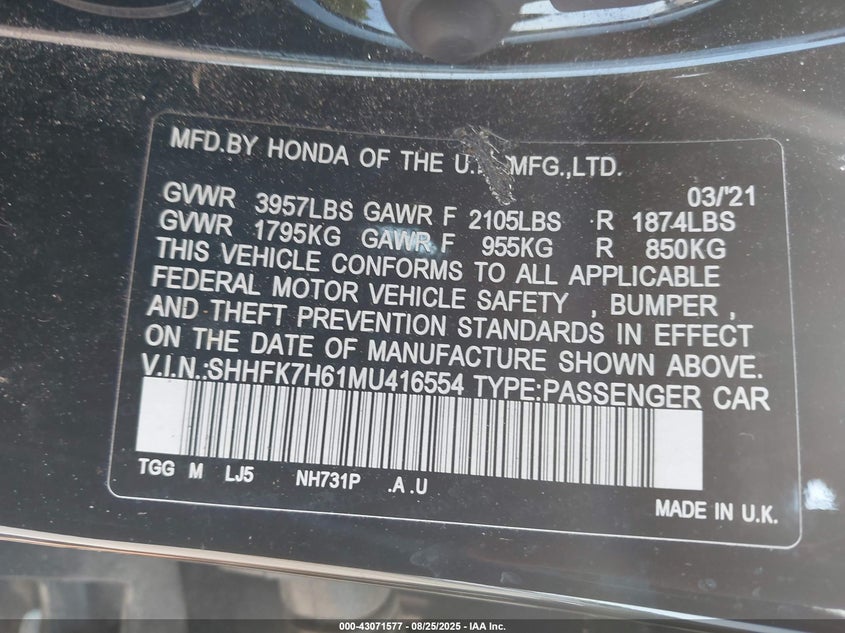 MFD.BY HONDA OF THE U. MFG.,LTD.
03/'21
GVWR 3957LBS GAWR F 2105LBS R 1874LBS
GVWR 1795KG GAWR F 955KG R 850KG
THIS VEHICLE CONFORMS TO ALL APPLICABLE
FEDERAL MOTOR VEHICLE SAFETY , BUMPER ,
AND THEFT PREVENTION STANDARDS IN EFFECT
ON THE DATE OF MANUFACTURE SHOWN ABOVE.
V.I.N.:SHHFK7H61MU416554 TYPE:PASSENGER CAR
TGG M LJ5 NH731P .A .U
MADE IN U.K.
000-43071577 - 08/25/2025 - IAA Inc.